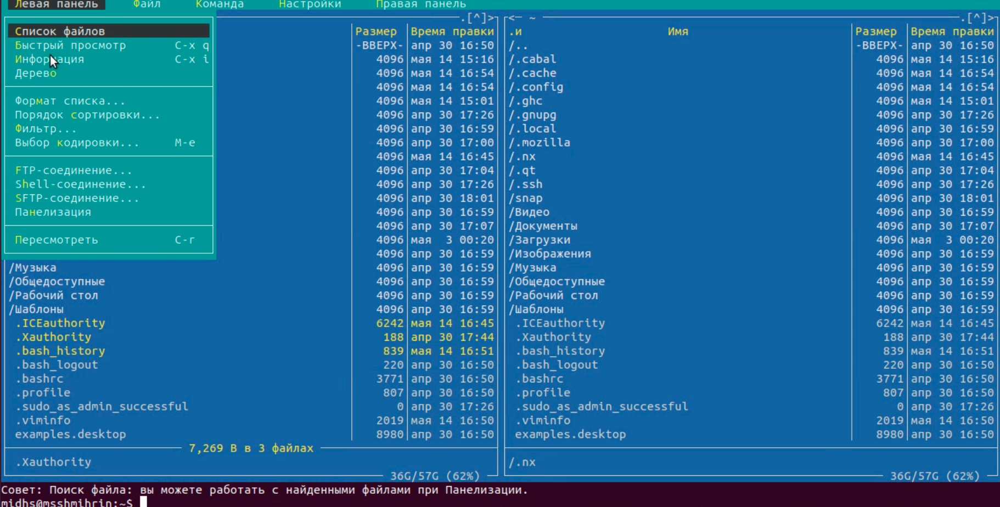 Левая панель Файл Команда Настройки Правая панель
.[^]> <— ~ .[^]>
Список файлов Размер Время правки .и Имя Размер Время правки
Быстрый просмотр C-x q -ВВЕРХ- апр 30 16:50 /.. -ВВЕРХ- апр 30 16:50
Информация C-x i 4096 мая 14 15:16 /.cabal 4096 мая 14 15:16
Дерево 4096 мая 14 16:54 /.cache 4096 мая 14 16:54
4096 мая 14 16:54 /.config 4096 мая 14 16:54
Формат списка... 4096 мая 14 15:01 /.ghc 4096 мая 14 15:01
Порядок сортировки... 4096 апр 30 17:26 /.gnupg 4096 апр 30 17:26
Фильтр... 4096 апр 30 16:59 /.local 4096 апр 30 16:59
Выбор кодировки... M-e 4096 апр 30 17:00 /.mozilla 4096 апр 30 17:00
4096 мая 14 16:45 /.nx 4096 мая 14 16:45
FTP-соединение... 4096 апр 30 17:04 /.qt 4096 апр 30 17:04
Shell-соединение... 4096 апр 30 17:26 /.ssh 4096 апр 30 17:26
SFTP-соединение... 4096 апр 30 18:01 /snap 4096 апр 30 18:01
Панелизация 4096 апр 30 16:59 /Видео 4096 апр 30 16:59
4096 апр 30 17:07 /Документы 4096 апр 30 17:07
Пересмотреть C-r 4096 мая 3 00:20 /Загрузки 4096 мая 3 00:20
4096 апр 30 16:59 /Изображения 4096 апр 30 16:59
/Музыка 4096 апр 30 16:59 /Музыка 4096 апр 30 16:59
/Общедоступные 4096 апр 30 16:59 /Общедоступные 4096 апр 30 16:59
/Рабочий стол 4096 апр 30 16:59 /Рабочий стол 4096 апр 30 16:59
/Шаблоны 4096 апр 30 16:59 /Шаблоны 4096 апр 30 16:59
.ICEauthority 6242 мая 14 16:45 .ICEauthority 6242 мая 14 16:45
.Xauthority 188 апр 30 17:44 .Xauthority 188 апр 30 17:44
.bash_history 839 мая 14 16:51 .bash_history 839 мая 14 16:51
.bash_logout 220 апр 30 16:50 .bash_logout 220 апр 30 16:50
.bashrc 3771 апр 30 16:50 .bashrc 3771 апр 30 16:50
.profile 807 апр 30 16:50 .profile 807 апр 30 16:50
.sudo_as_admin_successful 0 апр 30 17:26 .sudo_as_admin_successful 0 апр 30 17:26
.viminfo 2019 мая 14 16:50 .viminfo 2019 мая 14 16:50
examples.desktop 8980 апр 30 16:50 examples.desktop 8980 апр 30 16:50
7,269 B в 3 файлах
.Xauthority /.nx
36G/57G (62%) 36G/57G (62%)
Совет: Поиск файла: вы можете работать с найденными файлами при Панелизации.
midhs@msshmihrin:~$